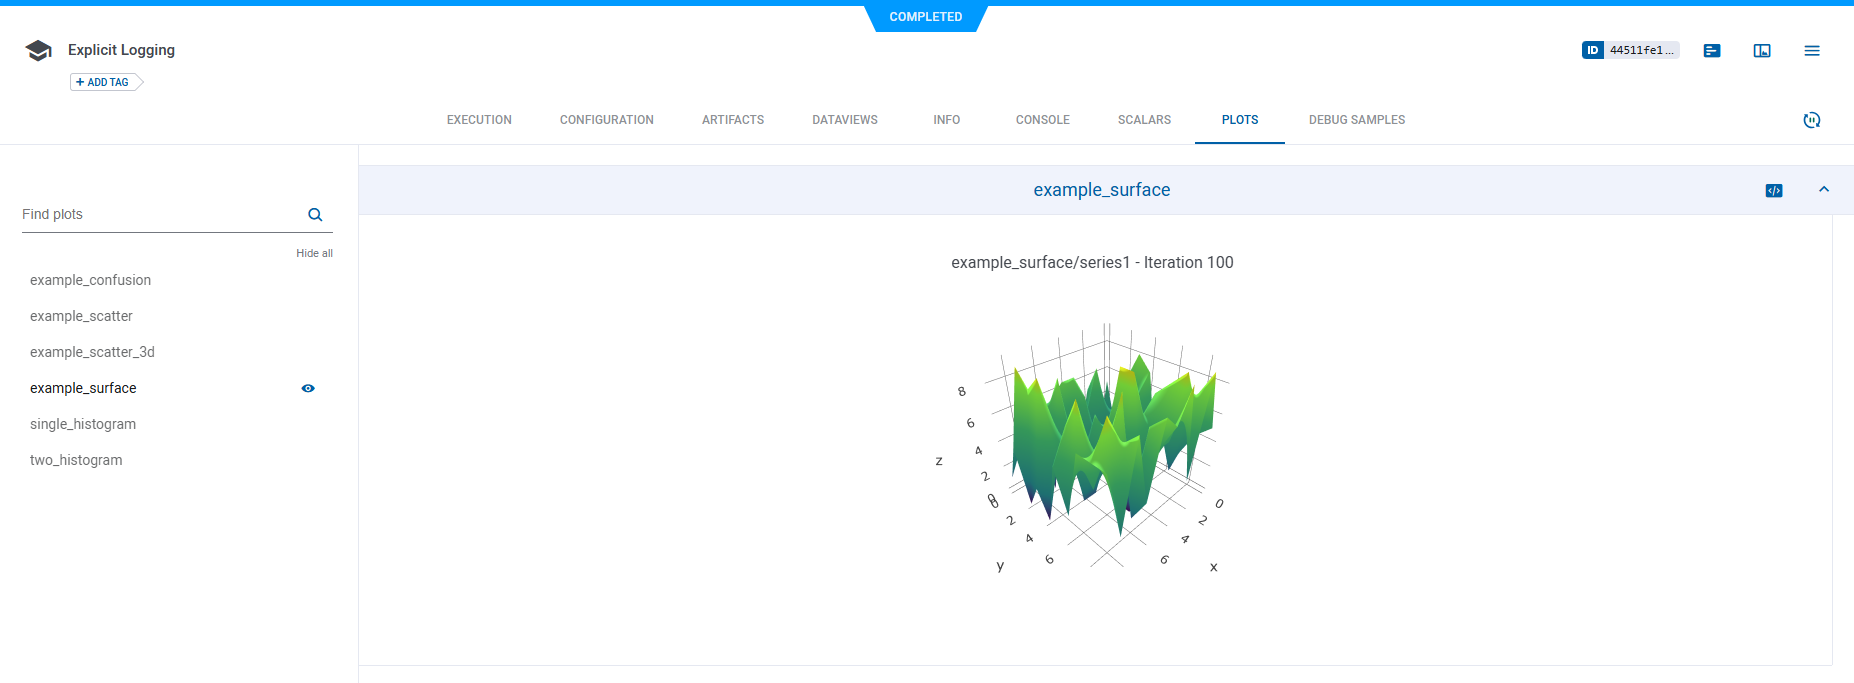 COMPLETED
Explicit Logging
+ ADD TAG
ID 44511fe1...
EXECUTION CONFIGURATION ARTIFACTS DATAVIEWS INFO CONSOLE SCALARS PLOTS DEBUG SAMPLES
Find plots
Hide all
example_confusion
example_scatter
example_scatter_3d
example_surface
single_histogram
two_histogram
example_surface
</>
example_surface/series1 - Iteration 100
8
6
4
2
0
z
0
2
4
6
y
0
2
4
6
x